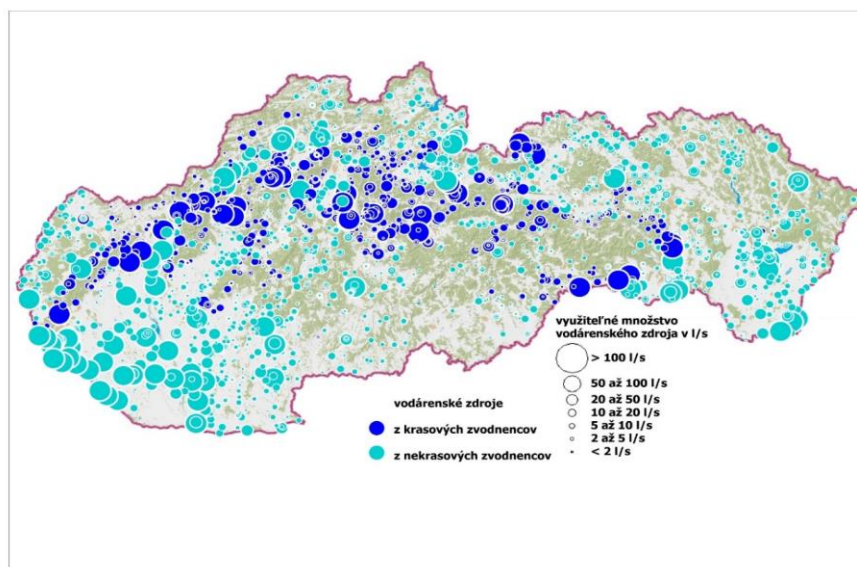 využiteľné množstvo
vodárenského zdroja v l/s
> 100 l/s
50 až 100 l/s
20 až 50 l/s
10 až 20 l/s
5 až 10 l/s
2 až 5 l/s
< 2 l/s
vodárenské zdroje
z krasových zvodnencov
z nekrasových zvodnencov